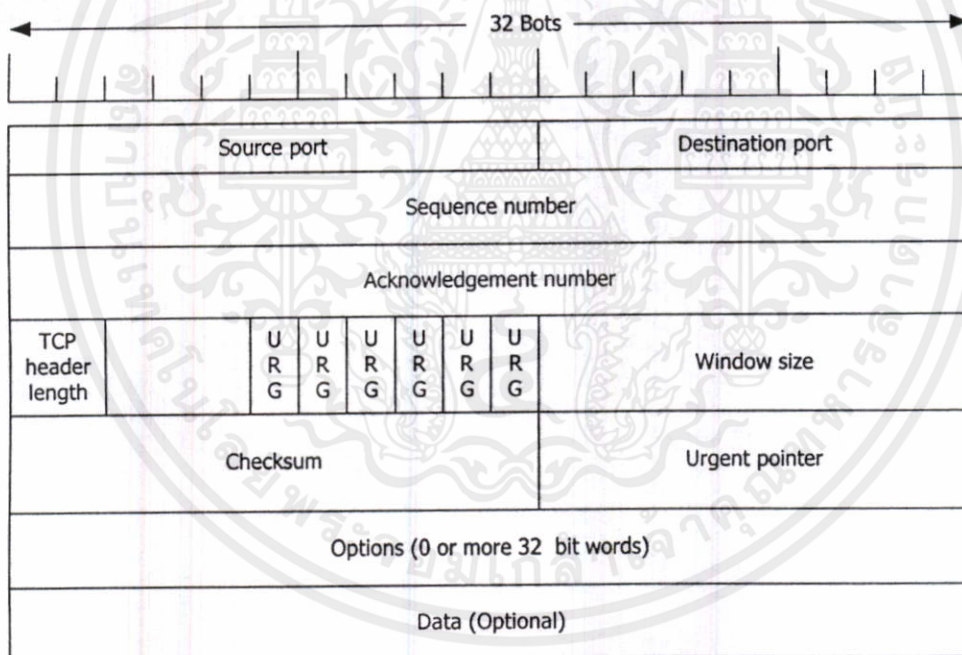 32 Bots
Source port Destination port
Sequence number
Acknowledgement number
TCP header length U R G U R G U R G U R G U R G U R G Window size
Checksum Urgent pointer
Options (0 or more 32 bit words)
Data (Optional)